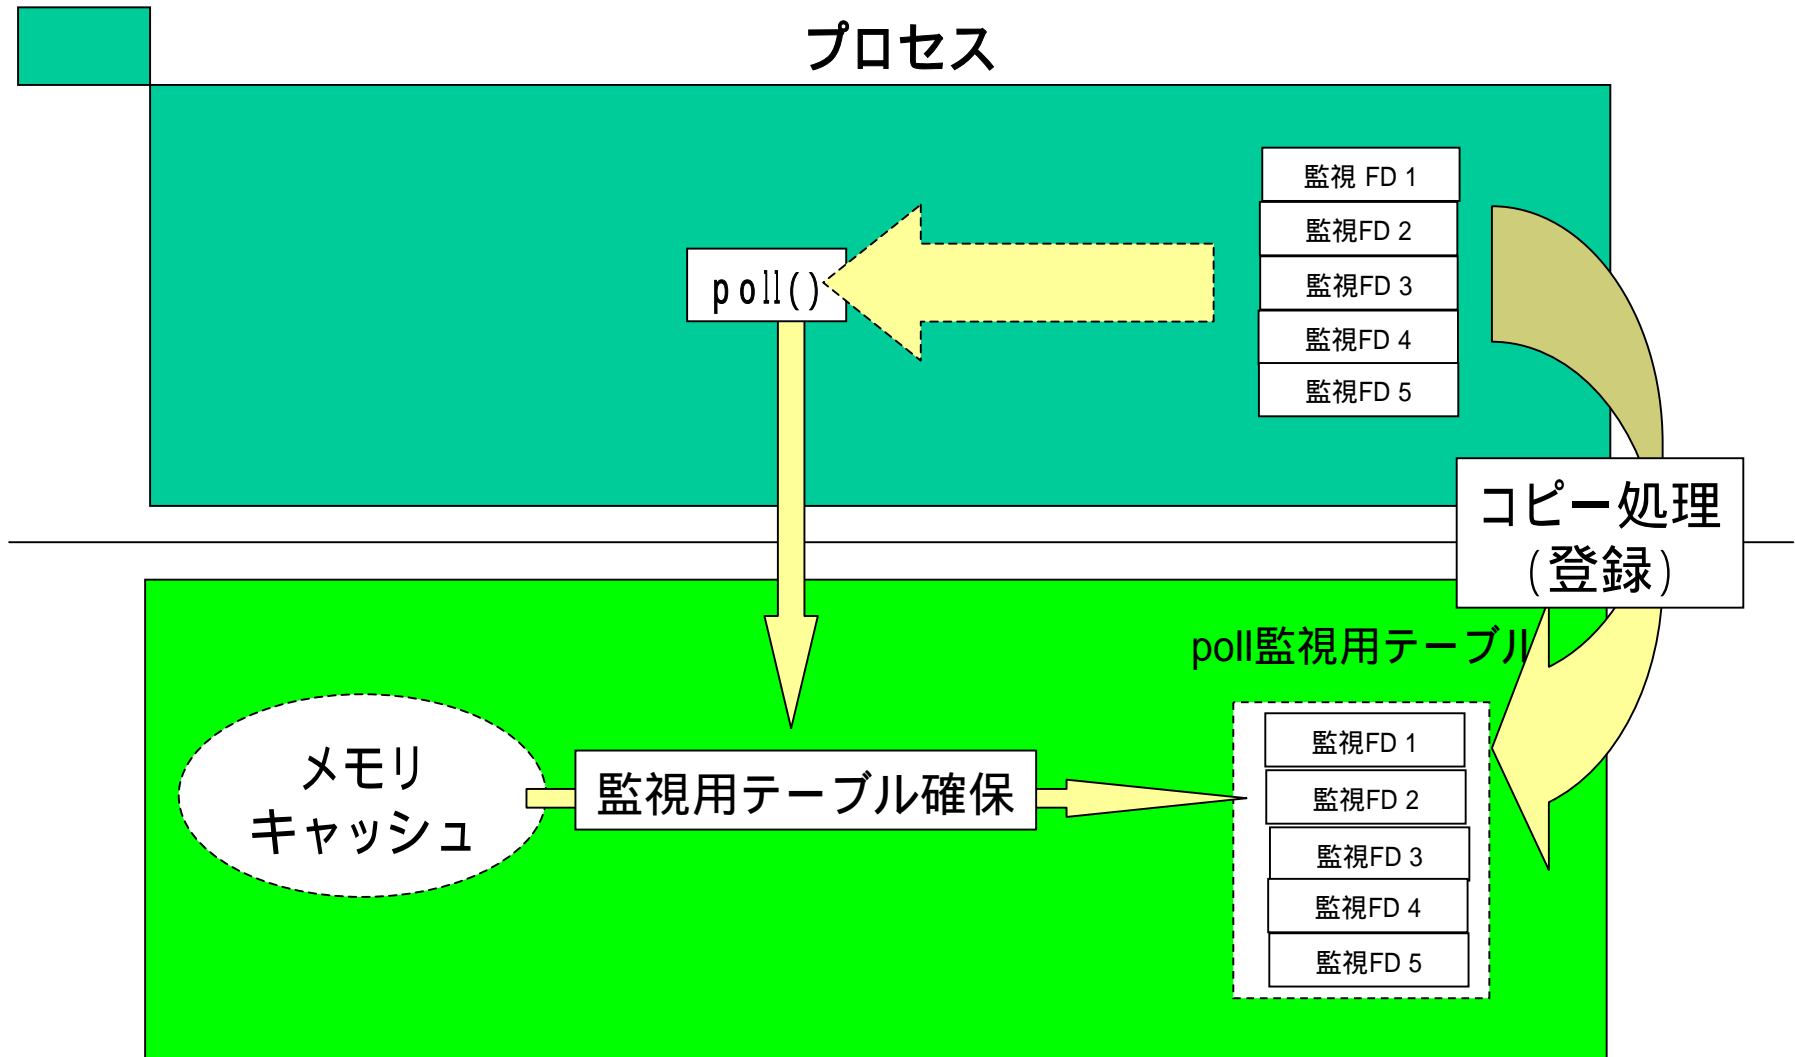 プロセス
監視 FD 1
監視FD 2
監視FD 3
監視FD 4
監視FD 5
poll()
コピー処理
(登録)
poll監視用テーブル
メモリ
キャッシュ
監視用テーブル確保
監視FD 1
監視FD 2
監視FD 3
監視FD 4
監視FD 5